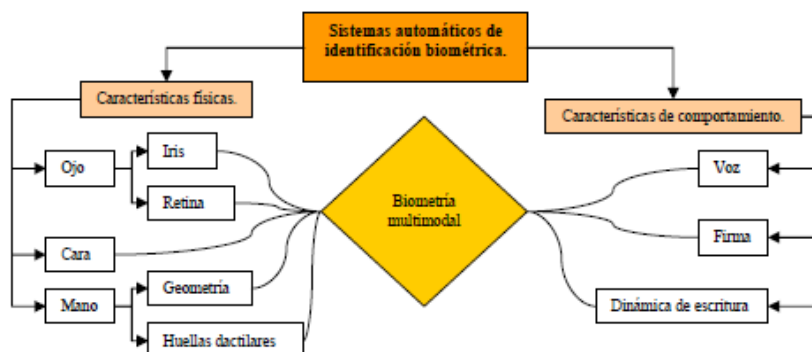 Sistemas automáticos de
identificación biométrica.
Características físicas.
Características de comportamiento.
Ojo
Iris
Retina
Cara
Mano
Geometría
Huellas dactilares
Biometría
multimodal
Voz
Firma
Dinámica de escritura